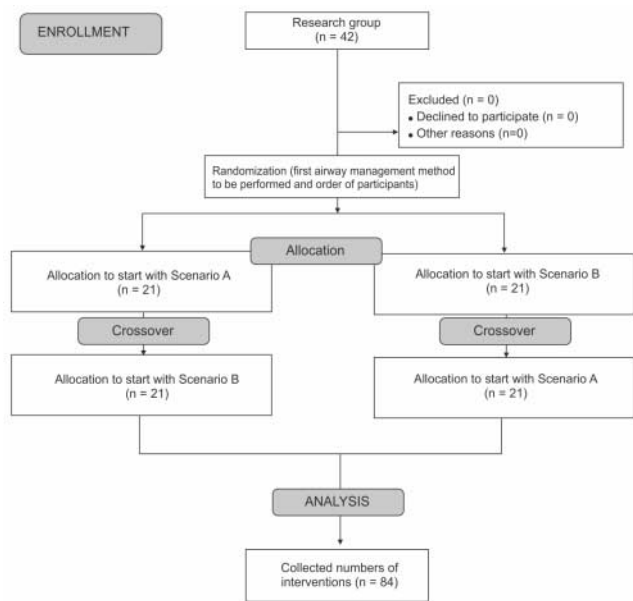 ENROLLMENT
Research group
(n = 42)
Excluded (n = 0)
• Declined to participate (n = 0)
• Other reasons (n=0)
Randomization (first airway management method
to be performed and order of participants)
Allocation
Allocation to start with Scenario A
(n = 21)
Allocation to start with Scenario B
(n = 21)
Crossover
Crossover
Allocation to start with Scenario B
(n = 21)
Allocation to start with Scenario A
(n = 21)
ANALYSIS
Collected numbers of
interventions (n = 84)